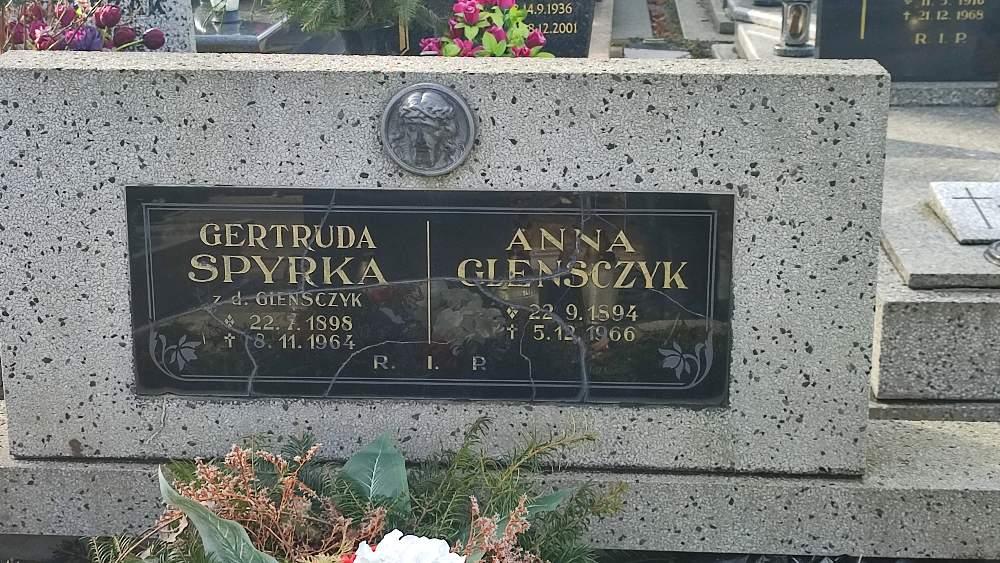 14.9.1936
8.12.2001
21.12.1968
R. I. P.
GERTRUDA
SPYRKA
z d. GLENSCZYK
22.7.1898
† 8.11.1964
ANNA
GLENSCZYK
22 9.1894
† 5.12.1966
R. I. P.